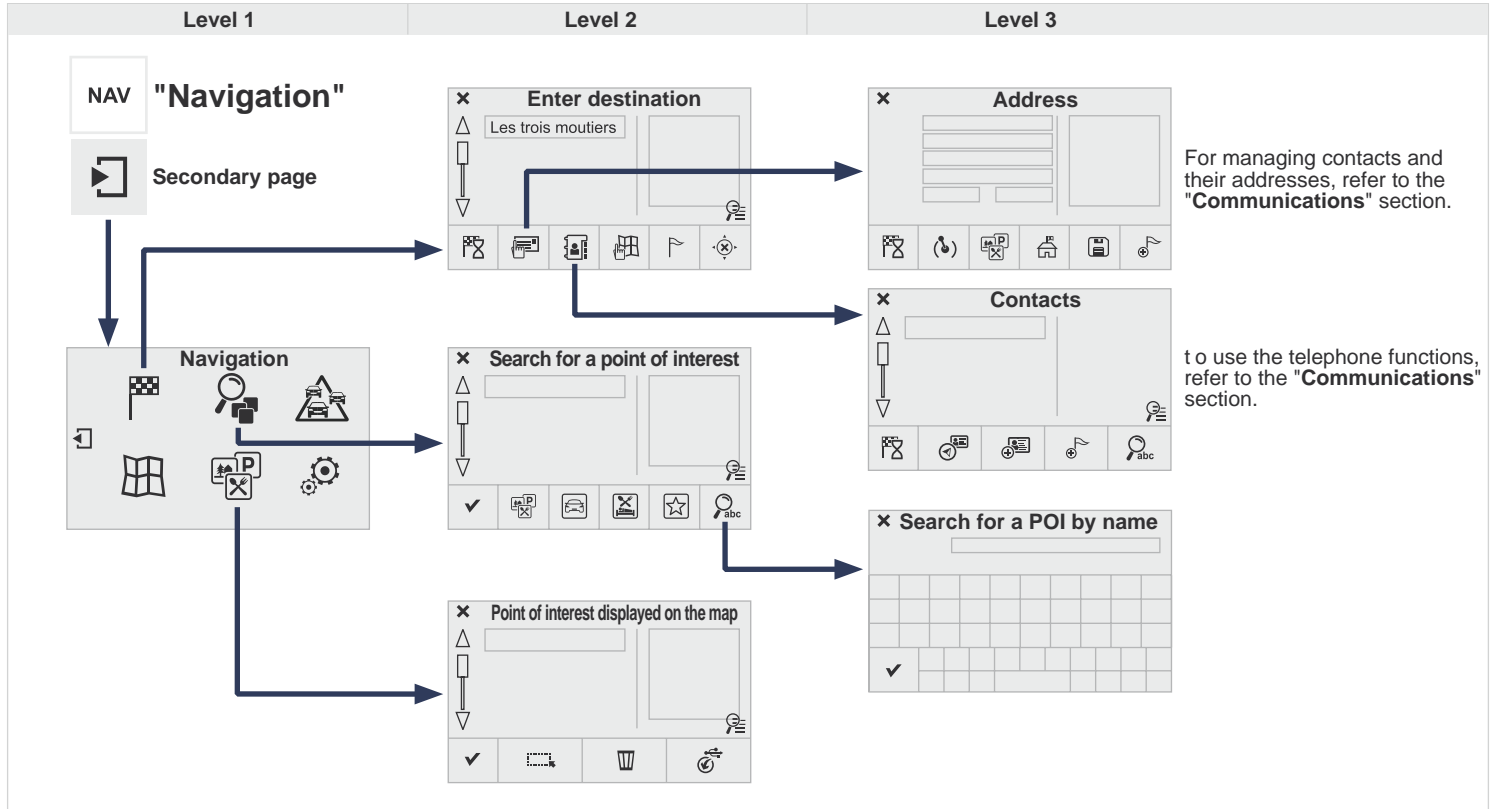 Level 1
Level 2
Level 3
NAV
"Navigation"
Secondary page
Navigation
P
Enter destination
Les trois moutiers
Search for a point of interest
P
abc
Point of interest displayed on the map
Address
P
For managing contacts and
their addresses, refer to the
"Communications" section.
Contacts
abc
t o use the telephone functions,
refer to the "Communications"
section.
Search for a POI by name